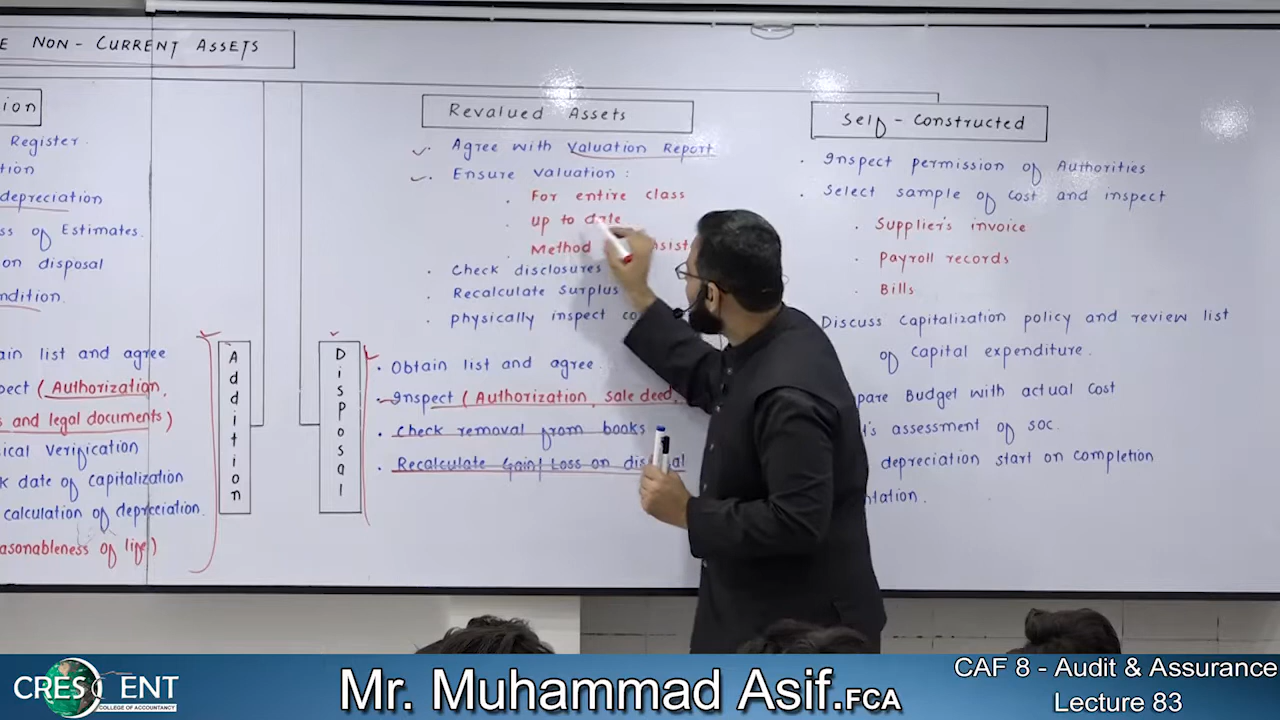 E NON - CURRENT ASSETS
ion
Register.
tion
depreciation
ss of Estimates.
on disposal
ndition.
ain list and agree
pect (Authorization,
s and legal documents)
ical Verification
k date of capitalization
calculation of depreciation.
asonableness of life)
Addition
Disposal
Revalued Assets
Agree with Valuation Report
Ensure Valuation :
For entire class
Up to date
Method
Check disclosures
Recalculate Surplus
physically inspect co
Obtain list and agree.
Inspect (Authorization, sale deed,
Check removal from books
Recalculate Gain/Loss on disposal
Self-Constructed
Inspect permission of Authorities
Select sample of cost and inspect
Supplier's invoice
Payroll records
Bills
Discuss Capitalization policy and review list
of Capital expenditure.
pare Budget with actual cost
's assessment of soc.
depreciation start on completion
ntation.
CRESCENT
COLLEGE OF ACCOUNTANCY
Mr. Muhammad Asif.FCA
CAF 8 - Audit & Assurance
Lecture 83